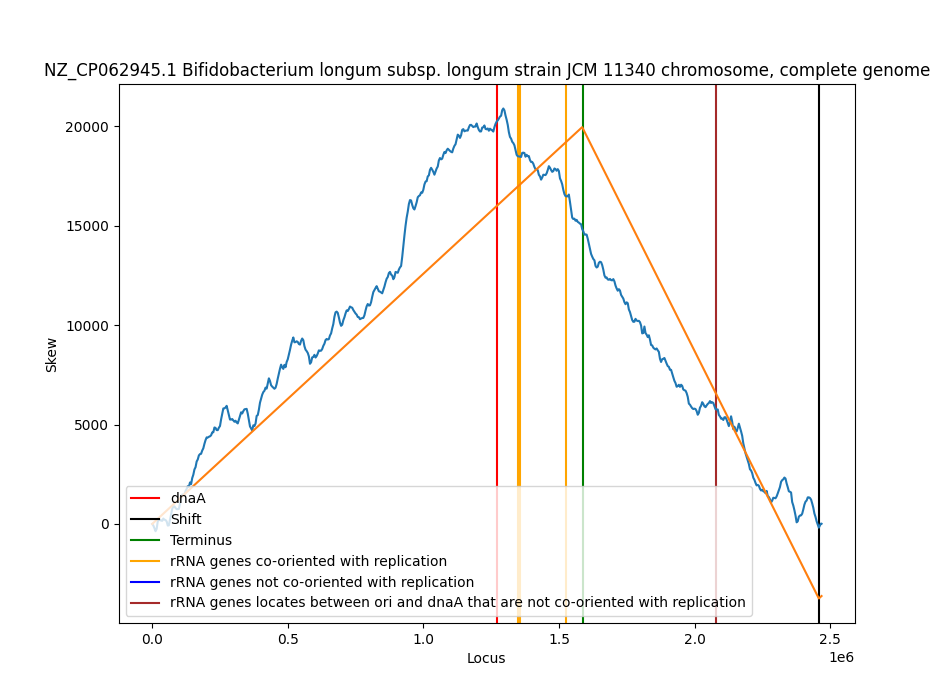 NZ_CP062945.1 Bifidobacterium longum subsp. longum strain JCM 11340 chromosome, complete genome
20000
15000
10000
5000
0
Skew
dnaA
Shift
Terminus
rRNA genes co-oriented with replication
rRNA genes not co-oriented with replication
rRNA genes locates between ori and dnaA that are not co-oriented with replication
0.0 0.5 1.0 1.5 2.0 2.5
Locus
1e6